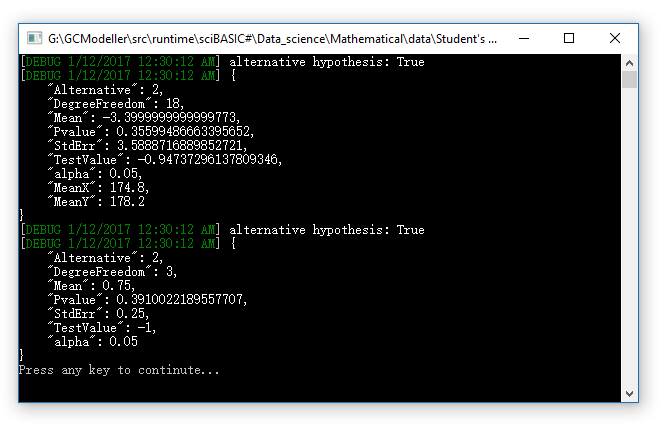 G:\GCModeller\src\runtime\sciBASIC#\Data_science\Mathematical\data\Student's ...
[DEBUG 1/12/2017 12:30:12 AM] alternative hypothesis: True
[DEBUG 1/12/2017 12:30:12 AM] {
    "Alternative": 2,
    "DegreeFreedom": 18,
    "Mean": -3.3999999999999773,
    "Pvalue": 0.35599486663395652,
    "StdErr": 3.5888716889852721,
    "TestValue": -0.94737296137809346,
    "alpha": 0.05,
    "MeanX": 174.8,
    "MeanY": 178.2
}
[DEBUG 1/12/2017 12:30:12 AM] alternative hypothesis: True
[DEBUG 1/12/2017 12:30:12 AM] {
    "Alternative": 2,
    "DegreeFreedom": 3,
    "Mean": 0.75,
    "Pvalue": 0.3910022189557707,
    "StdErr": 0.25,
    "TestValue": -1,
    "alpha": 0.05
}
Press any key to continute...